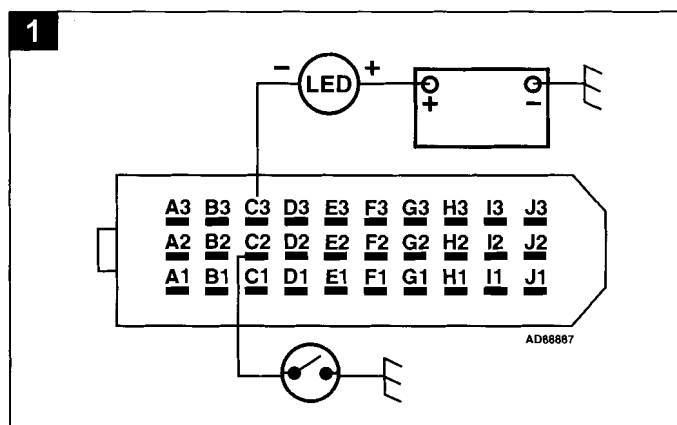 1
- LED +
+ -
A3 B3 C3 D3 E3 F3 G3 H3 I3 J3
A2 B2 C2 D2 E2 F2 G2 H2 I2 J2
A1 B1 C1 D1 E1 F1 G1 H1 I1 J1
AD88887